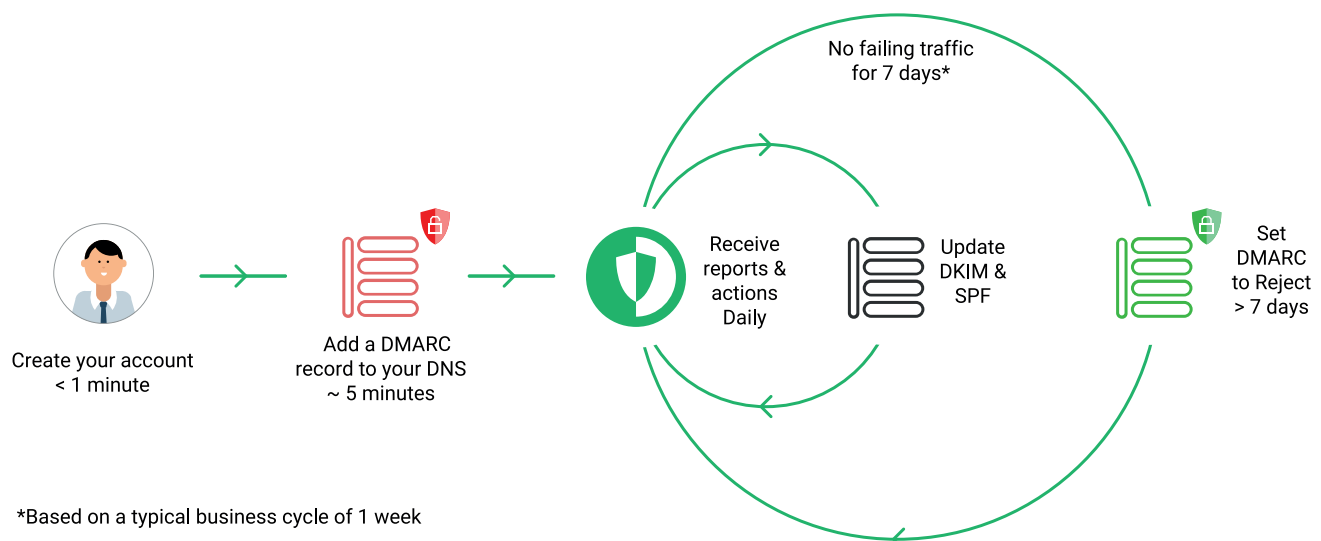 Create your account
< 1 minute
Add a DMARC
record to your DNS
~ 5 minutes
Receive
reports &
actions
Daily
No failing traffic
for 7 days*
Update
DKIM &
SPF
Set
DMARC
to Reject
> 7 days
*Based on a typical business cycle of 1 week